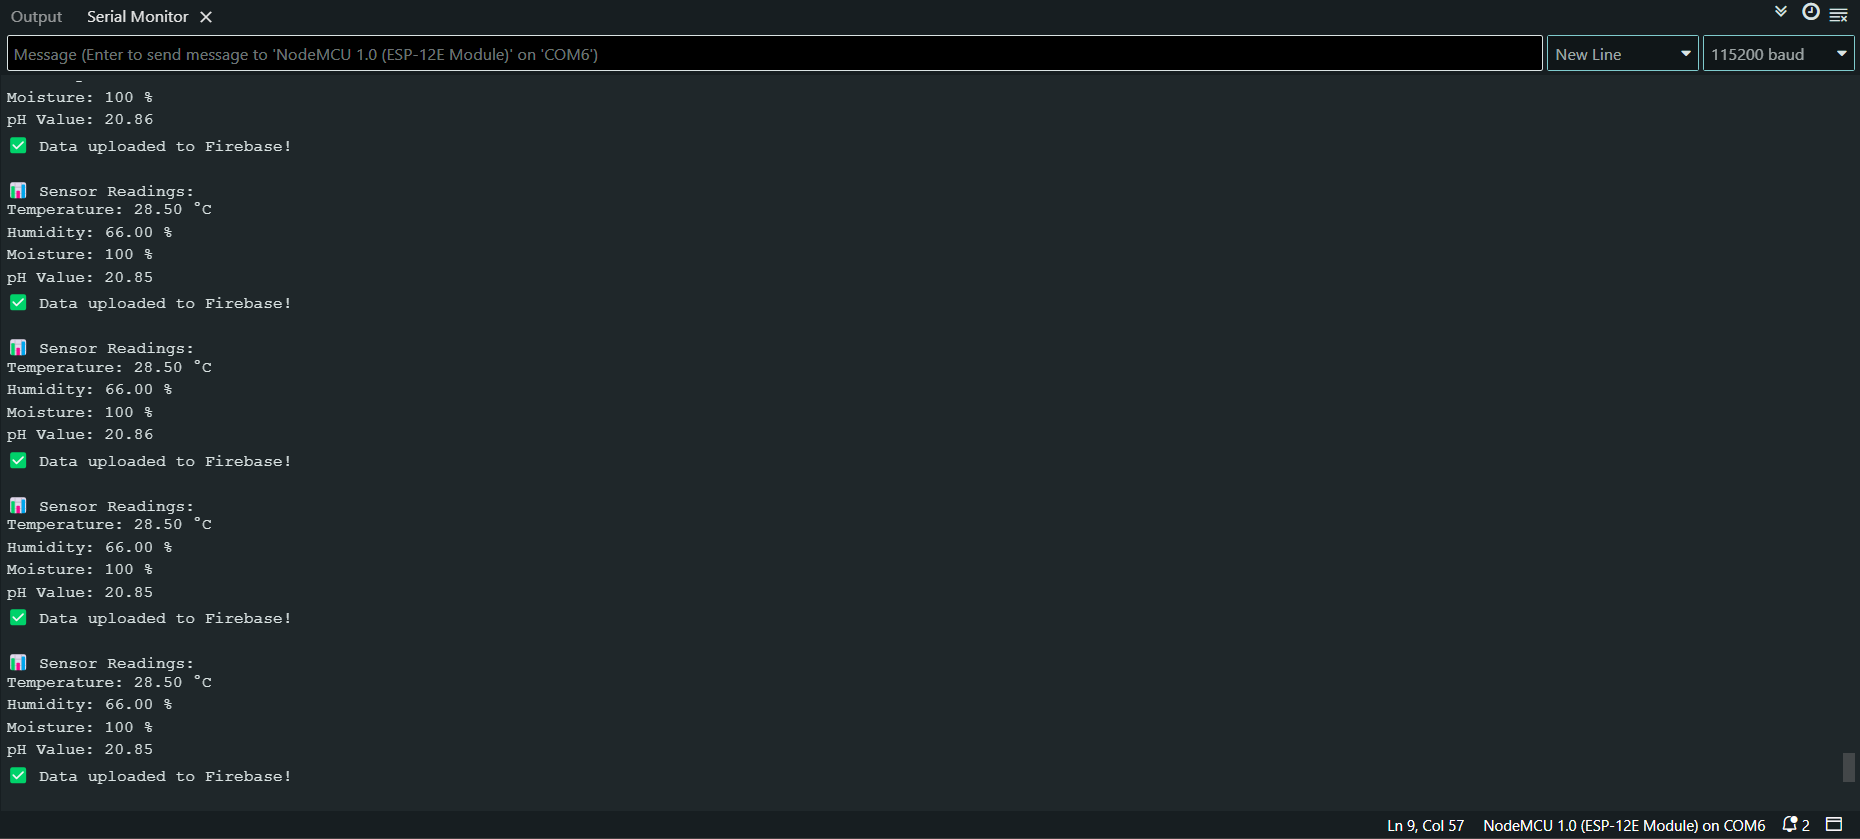 Output Serial Monitor
Message (Enter to send message to 'NodeMCU 1.0 (ESP-12E Module)' on 'COM6') New Line 115200 baud
Moisture: 100 %
pH Value: 20.86
✅ Data uploaded to Firebase!
📊 Sensor Readings:
Temperature: 28.50 °C
Humidity: 66.00 %
Moisture: 100 %
pH Value: 20.85
✅ Data uploaded to Firebase!
📊 Sensor Readings:
Temperature: 28.50 °C
Humidity: 66.00 %
Moisture: 100 %
pH Value: 20.86
✅ Data uploaded to Firebase!
📊 Sensor Readings:
Temperature: 28.50 °C
Humidity: 66.00 %
Moisture: 100 %
pH Value: 20.85
✅ Data uploaded to Firebase!
📊 Sensor Readings:
Temperature: 28.50 °C
Humidity: 66.00 %
Moisture: 100 %
pH Value: 20.85
✅ Data uploaded to Firebase!
Ln 9, Col 57 NodeMCU 1.0 (ESP-12E Module) on COM6 2